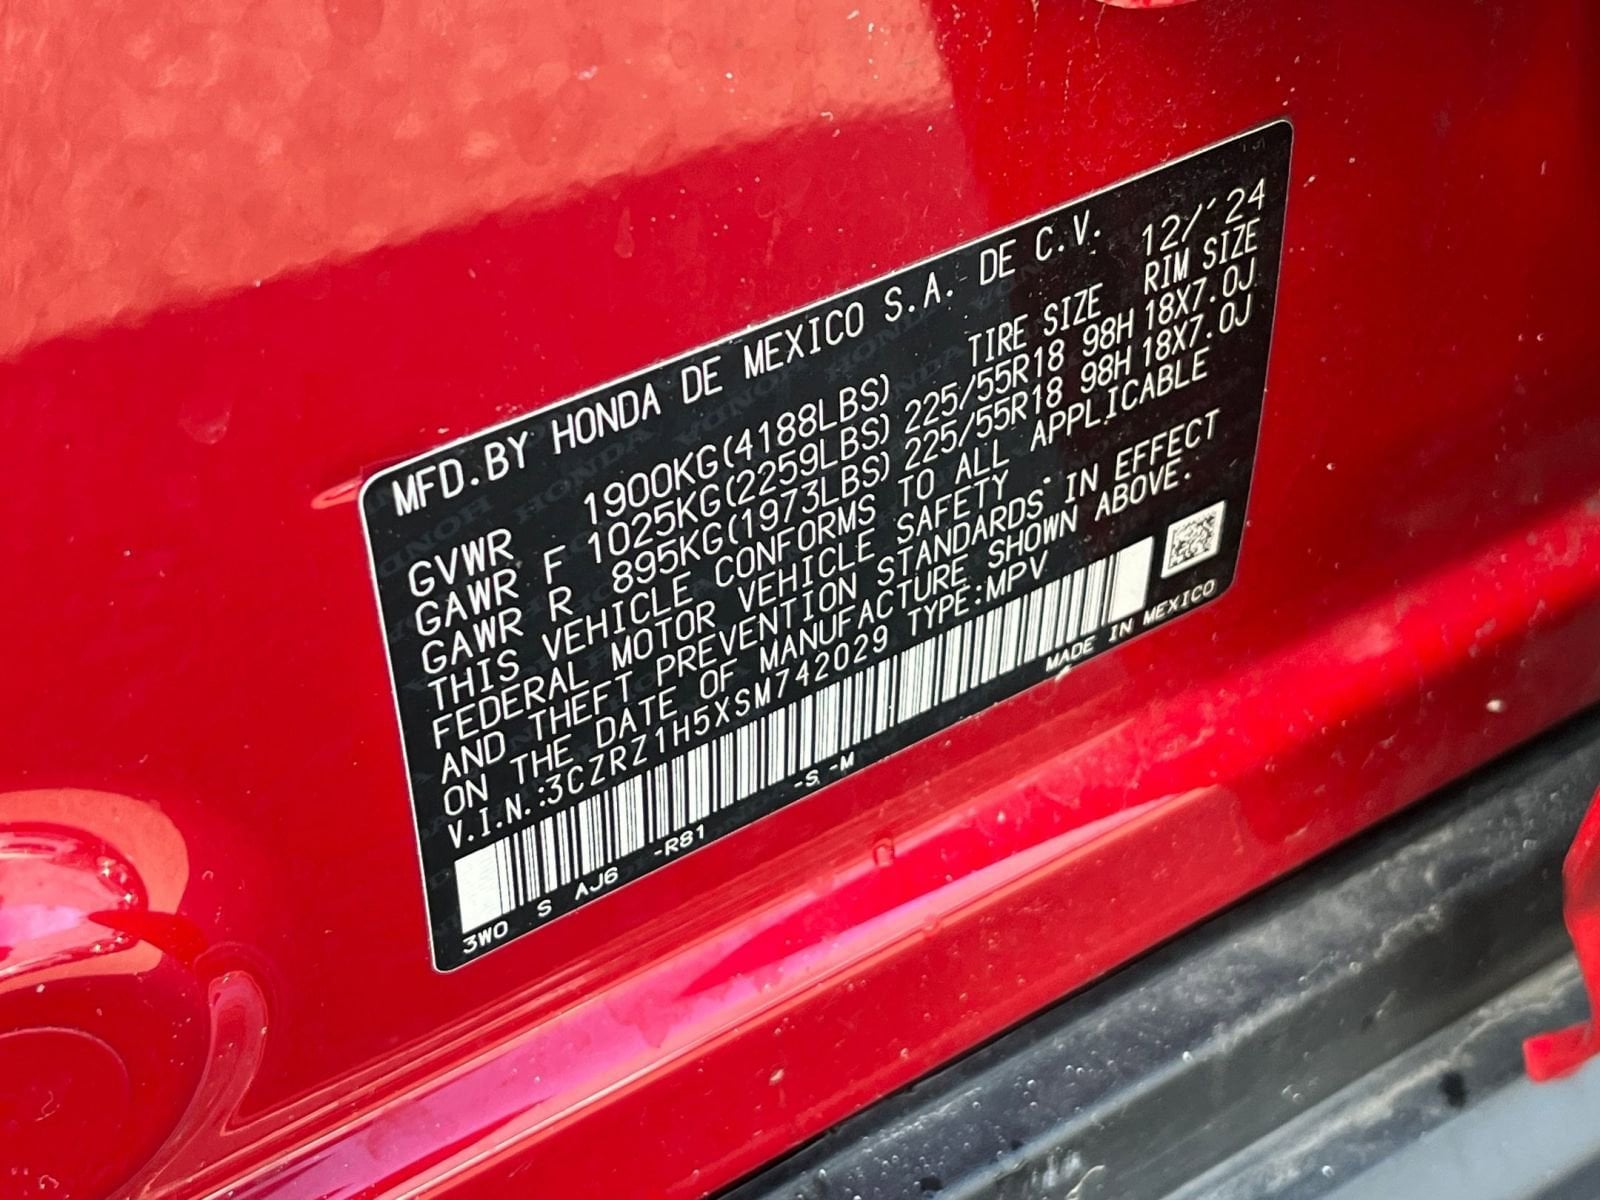 MFD.BY HONDA DE MEXICO S.A. DE C.V. 12/'24
TIRE SIZE RIM SIZE
GVWR 1900KG(4188LBS)
GAWR F 1025KG(2259LBS) 225/55R18 98H 18X7.0J
GAWR R 895KG(1973LBS) 225/55R18 98H 18X7.0J
THIS VEHICLE CONFORMS TO ALL APPLICABLE
FEDERAL MOTOR VEHICLE SAFETY
AND THEFT PREVENTION STANDARDS IN EFFECT
ON THE DATE OF MANUFACTURE SHOWN ABOVE.
V.I.N.:3CZRZ1H5XSM742029 TYPE:MPV
3W0 S AJ6 -R81 -S -M MADE IN MEXICO